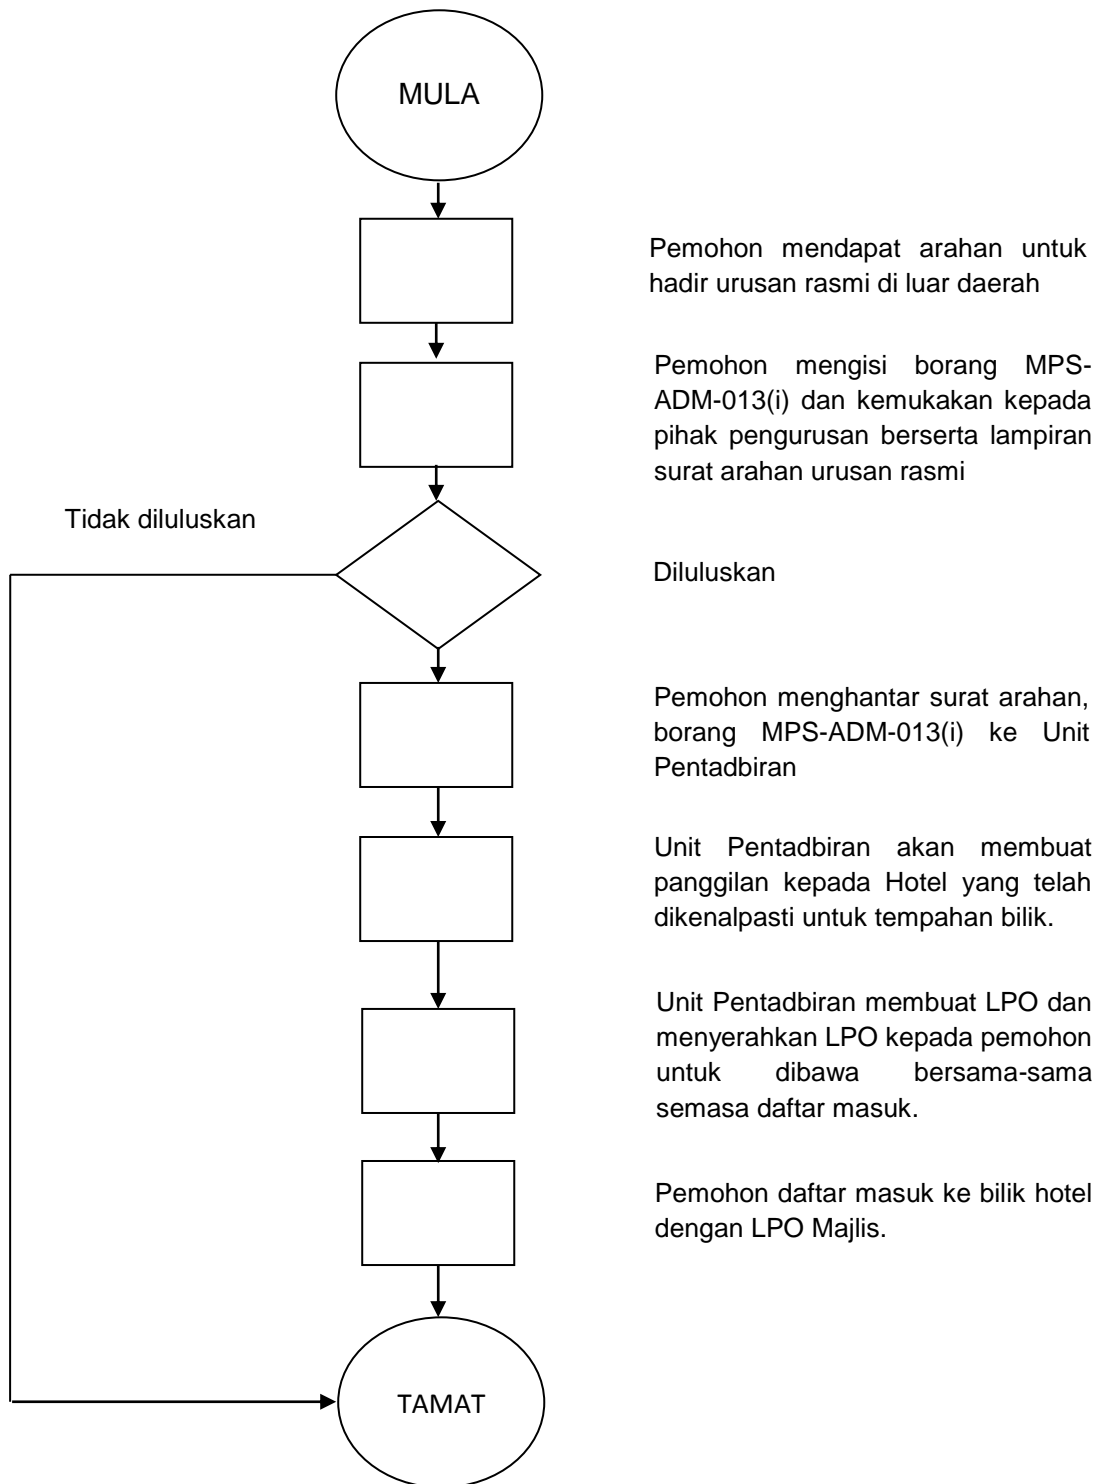 MULA
Pemohon mendapat arahan untuk
hadir urusan rasmi di luar daerah
Pemohon mengisi borang MPS-
ADM-013(i) dan kemukakan kepada
pihak pengurusan berserta lampiran
surat arahan urusan rasmi
Tidak diluluskan
Diluluskan
Pemohon menghantar surat arahan,
borang MPS-ADM-013(i) ke Unit
Pentadbiran
Unit Pentadbiran akan membuat
panggilan kepada Hotel yang telah
dikenalpasti untuk tempahan bilik.
Unit Pentadbiran membuat LPO dan
menyerahkan LPO kepada pemohon
untuk dibawa bersama-sama
semasa daftar masuk.
Pemohon daftar masuk ke bilik hotel
dengan LPO Majlis.
TAMAT